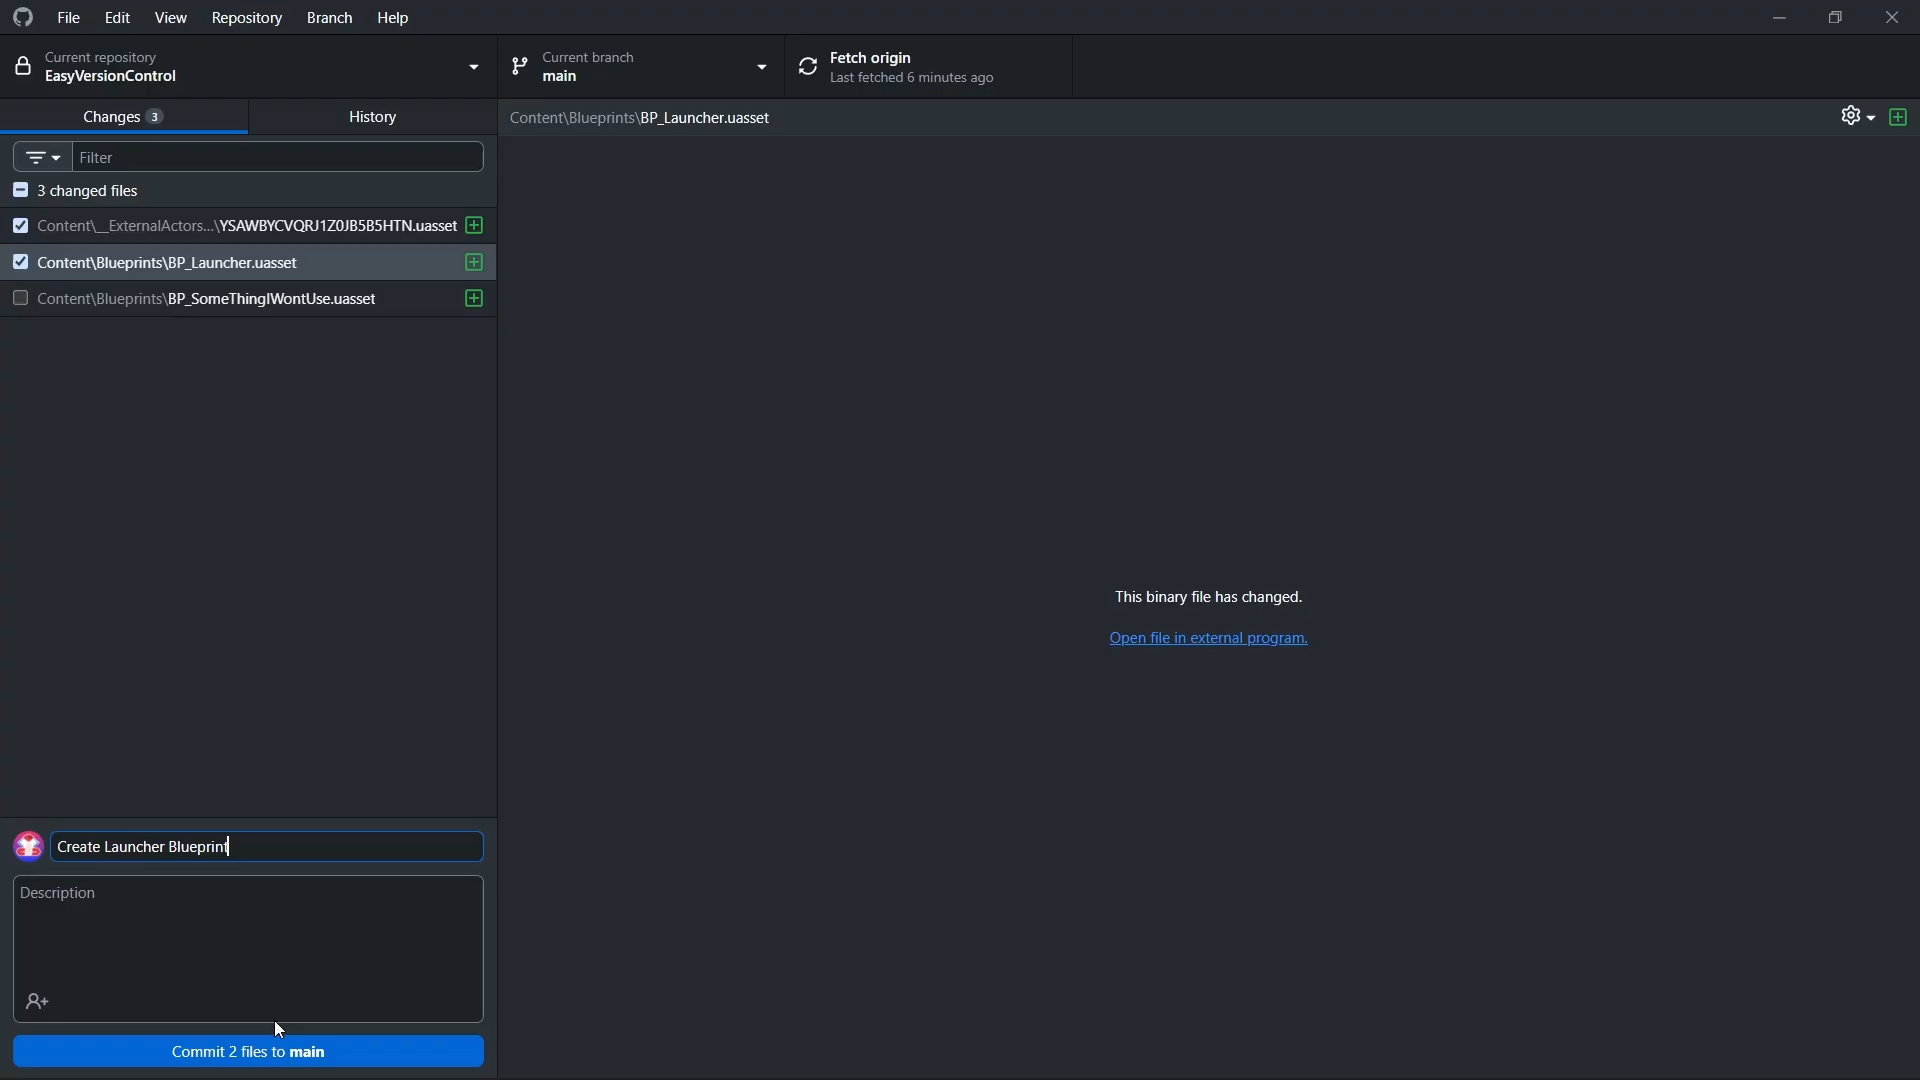 File Edit View Repository Branch Help
Current repository
EasyVersionControl
Current branch
main
Fetch origin
Last fetched 6 minutes ago
Changes 3
History
Content\Blueprints\BP_Launcher.uasset
Filter
3 changed files
Content\__ExternalActors...\YSAWBYCVQRJ1Z0JB5B5HTN.uasset
Content\Blueprints\BP_Launcher.uasset
Content\Blueprints\BP_SomeThingIWontUse.uasset
This binary file has changed.
Open file in external program.
Create Launcher Blueprint
Description
Commit 2 files to main